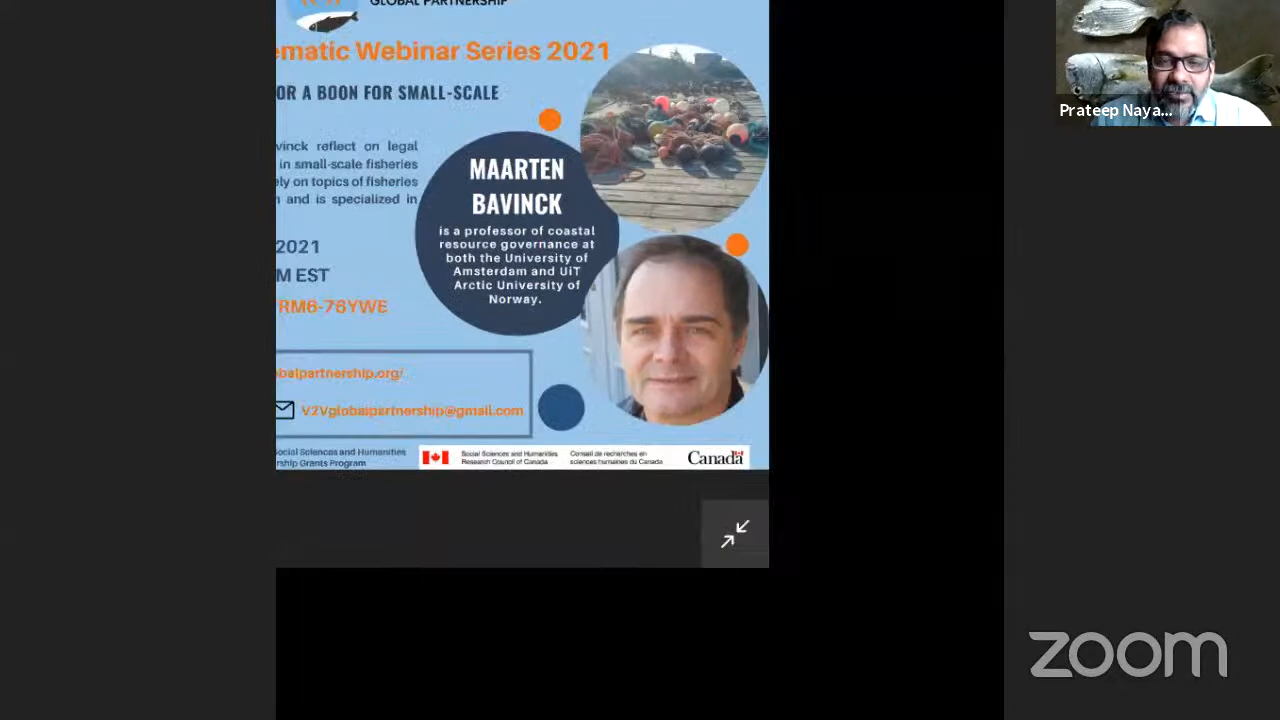 GLOBAL PARTNERSHIP
ematic Webinar Series 2021
OR A BOON FOR SMALL-SCALE
vinck reflect on legal
in small-scale fisheries
ely on topics of fisheries
n and is specialized in
2021
M EST
RM6-76YWE
MAARTEN
BAVINCK
is a professor of coastal
resource governance at
both the University of
Amsterdam and UiT
Arctic University of
Norway.
obalpartnership.org/
V2Vglobalpartnership@gmail.com
ocial Sciences and Humanities
rship Grants Program
Social Sciences and Humanities
Research Council of Canada
Conseil de recherches en
sciences humaines du Canada
Canada
Prateep Naya...
zoom